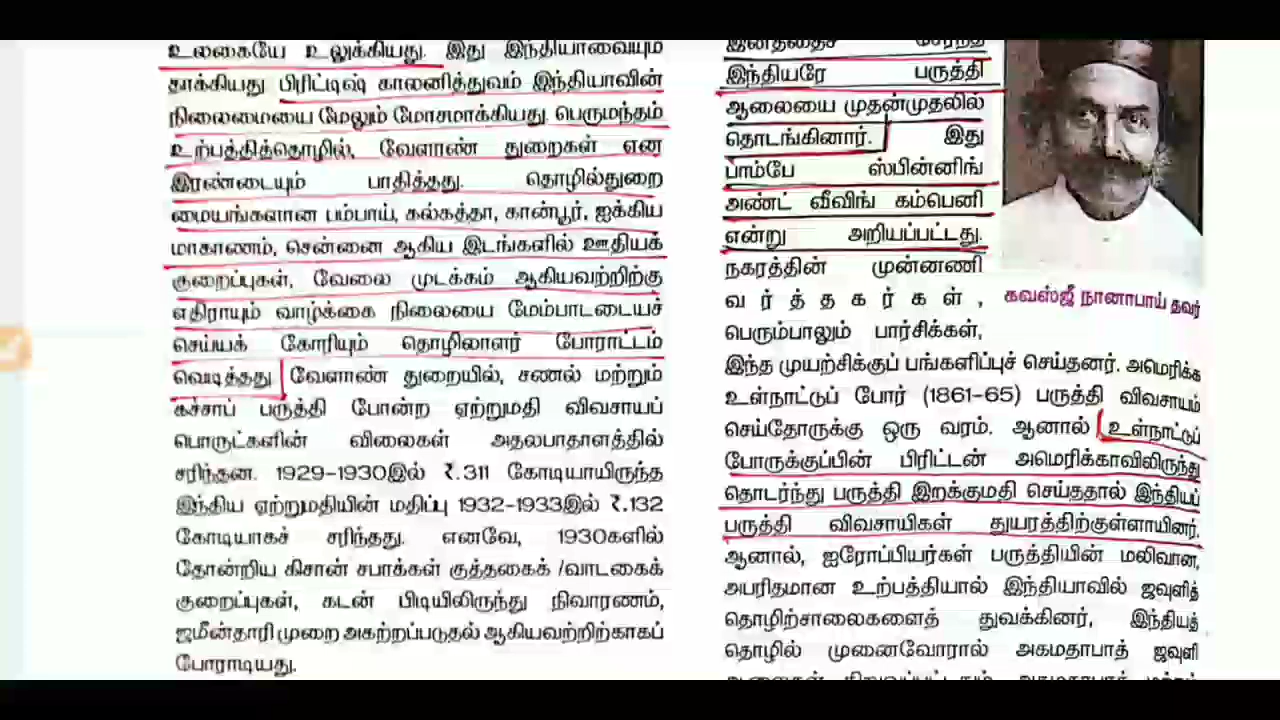 உலகையே உலுக்கியது. இது இந்தியாவையும்
தாக்கியது பிரிட்டிஷ் காலனித்துவம் இந்தியாவின்
நிலைமையை மேலும் மோசமாக்கியது. பெருமந்தம்
உற்பத்தித்தொழில், வேளாண் துறைகள் என
இரண்டையும் பாதித்தது. தொழில்துறை
மையங்களான பம்பாய், கல்கத்தா, கான்பூர், ஐக்கிய
மாகாணம், சென்னை ஆகிய இடங்களில் ஊதியக்
குறைப்புகள், வேலை முடக்கம் ஆகியவற்றிற்கு
எதிராயும் வாழ்க்கை நிலையை மேம்பாடடையச்
செய்யக் கோரியும் தொழிலாளர் போராட்டம்
வெடித்தது. வேளாண் துறையில், சணல் மற்றும்
கச்சாப் பருத்தி போன்ற ஏற்றுமதி விவசாயப்
பொருட்களின் விலைகள் அதலபாதாளத்தில்
சரிந்தன. 1929–1930இல் ₹.311 கோடியாயிருந்த
இந்திய ஏற்றுமதியின் மதிப்பு 1932–1933இல் ₹.132
கோடியாகச் சரிந்தது. எனவே, 1930களில்
தோன்றிய கிசான் சபாக்கள் குத்தகைக் /வாடகைக்
குறைப்புகள், கடன் பிடியிலிருந்து நிவாரணம்,
ஜமீன்தாரி முறை அகற்றப்படுதல் ஆகியவற்றிற்காகப்
போராடியது.
இனத்தைச் சேர்ந்த
இந்தியரே பருத்தி
ஆலையை முதன்முதலில்
தொடங்கினார். இது
பாம்பே ஸ்பின்னிங்
அண்ட் வீவிங் கம்பெனி
என்று அறியப்பட்டது.
நகரத்தின் முன்னணி
வர்த்தகர்கள்,
பெரும்பாலும் பார்சிக்கள்,
இந்த முயற்சிக்குப் பங்களிப்புச் செய்தனர். அமெரிக்க
உள்நாட்டுப் போர் (1861–65) பருத்தி விவசாயம்
செய்தோருக்கு ஒரு வரம். ஆனால் உள்நாட்டுப்
போருக்குப்பின் பிரிட்டன் அமெரிக்காவிலிருந்து
தொடர்ந்து பருத்தி இறக்குமதி செய்ததால் இந்தியப்
பருத்தி விவசாயிகள் துயரத்திற்குள்ளாயினர்.
ஆனால், ஐரோப்பியர்கள் பருத்தியின் மலிவான,
அபரிதமான உற்பத்தியால் இந்தியாவில் ஜவுளித்
தொழிற்சாலைகளைத் துவக்கினர், இந்தியத்
தொழில் முனைவோரால் அகமதாபாத் ஜவுளி
கவஸ்ஜீ நானாபாய் தவர்